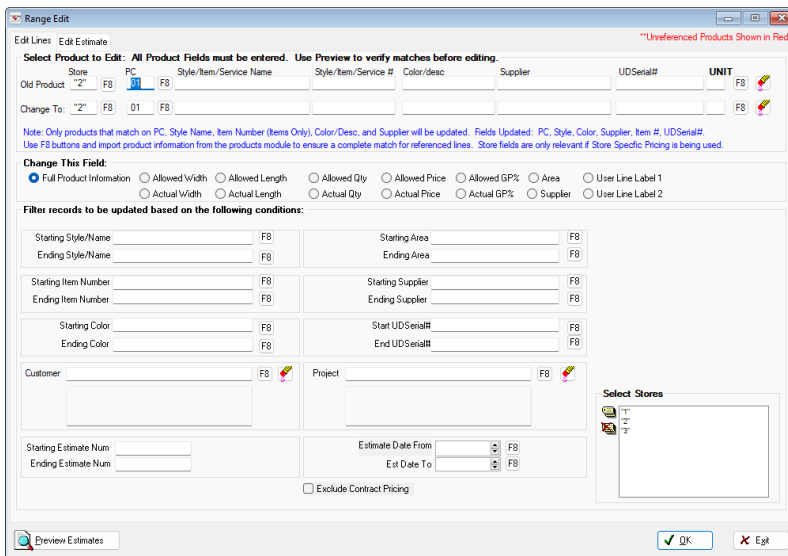 Range Edit
Edit Lines Edit Estimate
**Unreferenced Products Shown in Red
Select Product to Edit: All Product Fields must be entered. Use Preview to verify matches before editing.
Store PC Style/Item/Service Name Style/Item/Service # Color/desc Supplier UDSerial# UNIT
Old Product "2" F8 01 F8 F8
Change To: "2" F8 01 F8 F8
Note: Only products that match on PC, Style Name, Item Number (Items Only), Color/Desc, and Supplier will be updated. Fields Updated: PC, Style, Color, Supplier, Item #, UDSerial#.
Use F8 buttons and import product information from the products module to ensure a complete match for referenced lines. Store fields are only relevant if Store Specfic Pricing is being used.
Change This Field:
Full Product Information Allowed Width Allowed Length Allowed Qty Allowed Price Allowed GP% Area User Line Label 1
Actual Width Actual Length Actual Qty Actual Price Actual GP% Supplier User Line Label 2
Filter records to be updated based on the following conditions:
Starting Style/Name F8 Starting Area F8
Ending Style/Name F8 Ending Area F8
Starting Item Number F8 Starting Supplier F8
Ending Item Number F8 Ending Supplier F8
Starting Color F8 Start UDSerial# F8
Ending Color F8 End UDSerial# F8
Customer F8 Project F8
Select Stores
"1"
"2"
"3"
Starting Estimate Num Estimate Date From F8
Ending Estimate Num Est Date To F8
Exclude Contract Pricing
Preview Estimates OK Exit